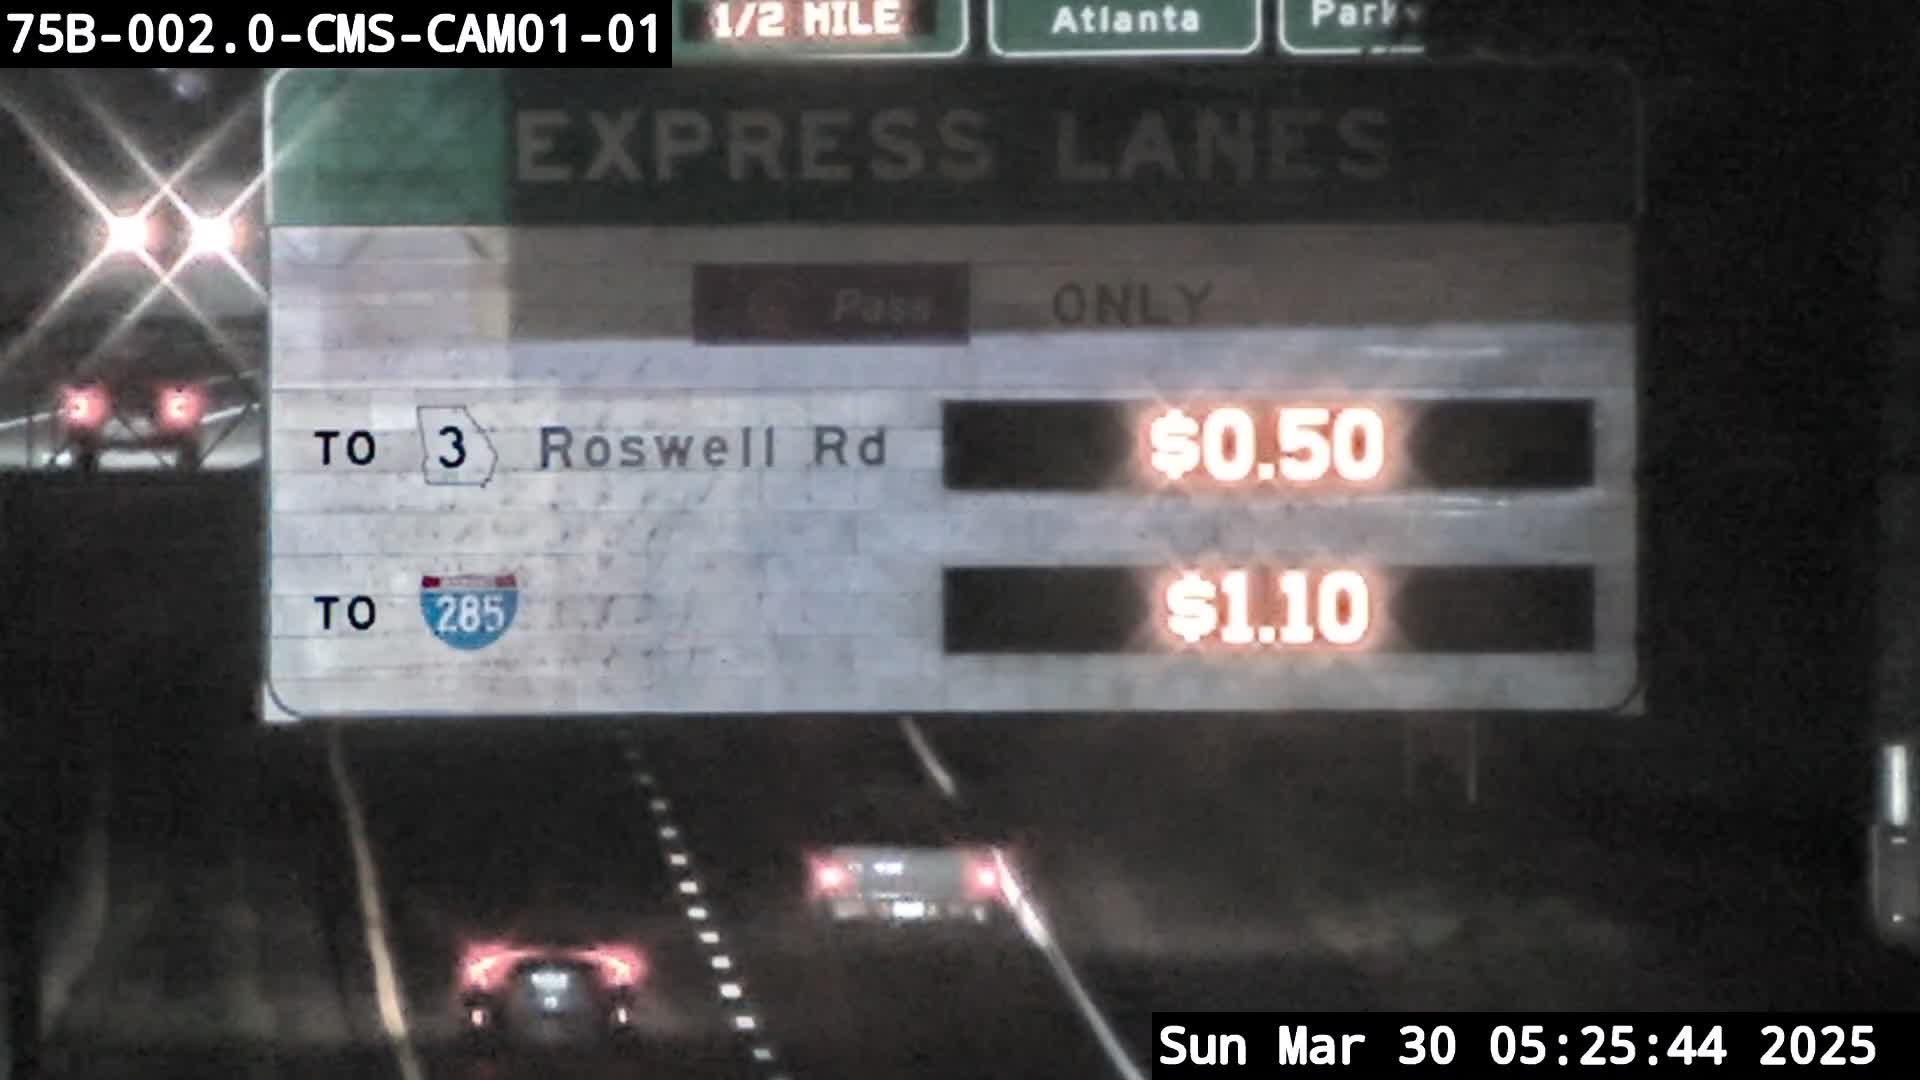 75B-002.0-CMS-CAM01-01
1/2 MILE
Atlanta
EXPRESS LANES
Pass ONLY
TO 3 Roswell Rd $0.50
TO 285 $1.10
Sun Mar 30 05:25:44 2025